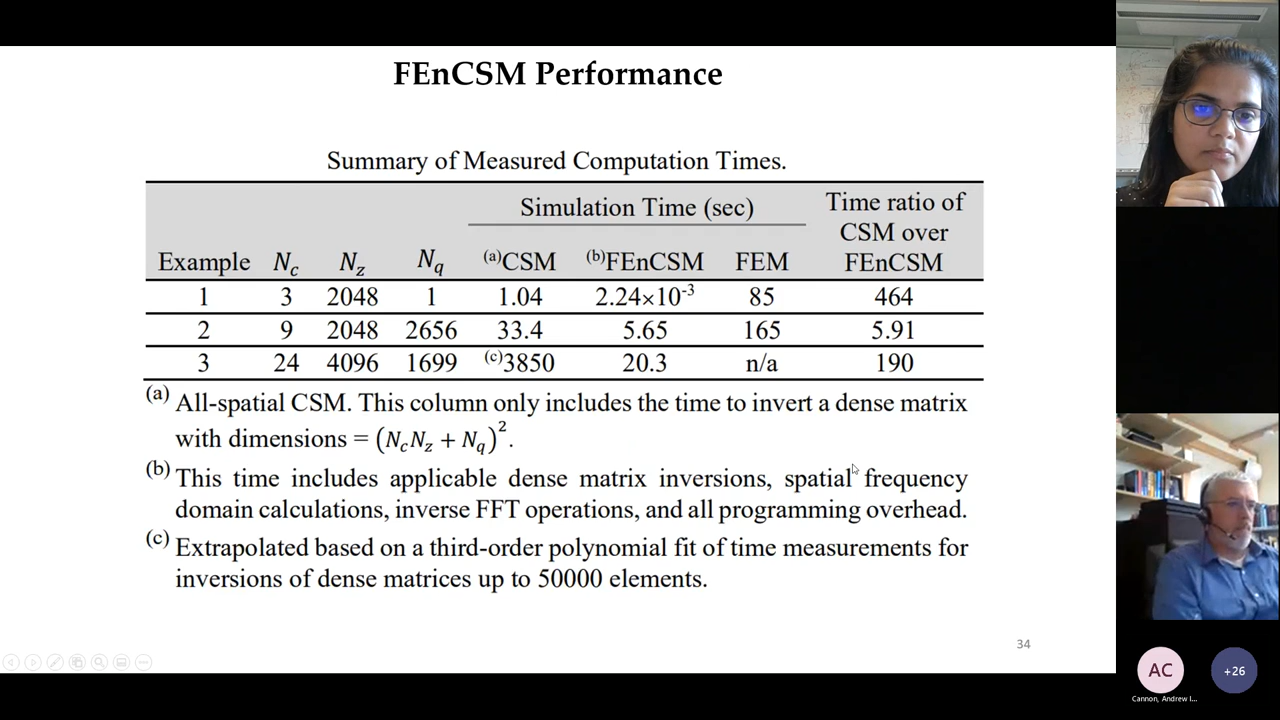 FEnCSM Performance
Summary of Measured Computation Times.
Simulation Time (sec)
Time ratio of
CSM over
FEnCSM
Example N_c N_z N_q (a)CSM (b)FEnCSM FEM
1 3 2048 1 1.04 2.24×10^-3 85 464
2 9 2048 2656 33.4 5.65 165 5.91
3 24 4096 1699 (c)3850 20.3 n/a 190
(a) All-spatial CSM. This column only includes the time to invert a dense matrix
with dimensions = (N_cN_z + N_q)^2.
(b) This time includes applicable dense matrix inversions, spatial frequency
domain calculations, inverse FFT operations, and all programming overhead.
(c) Extrapolated based on a third-order polynomial fit of time measurements for
inversions of dense matrices up to 50000 elements.
34
AC
+26
Cannon, Andrew I...